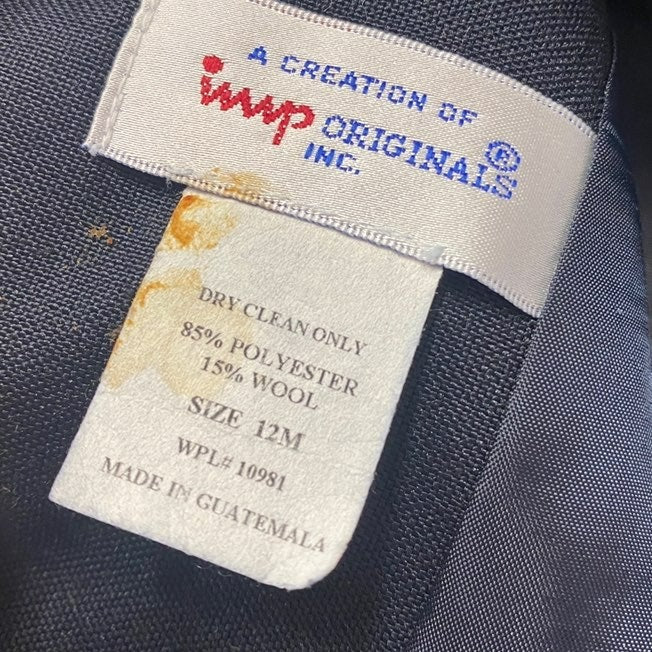 A CREATION OF
imp ORIGINALS®
INC.
DRY CLEAN ONLY
85% POLYESTER
15% WOOL
SIZE 12M
WPL# 10981
MADE IN GUATEMALA